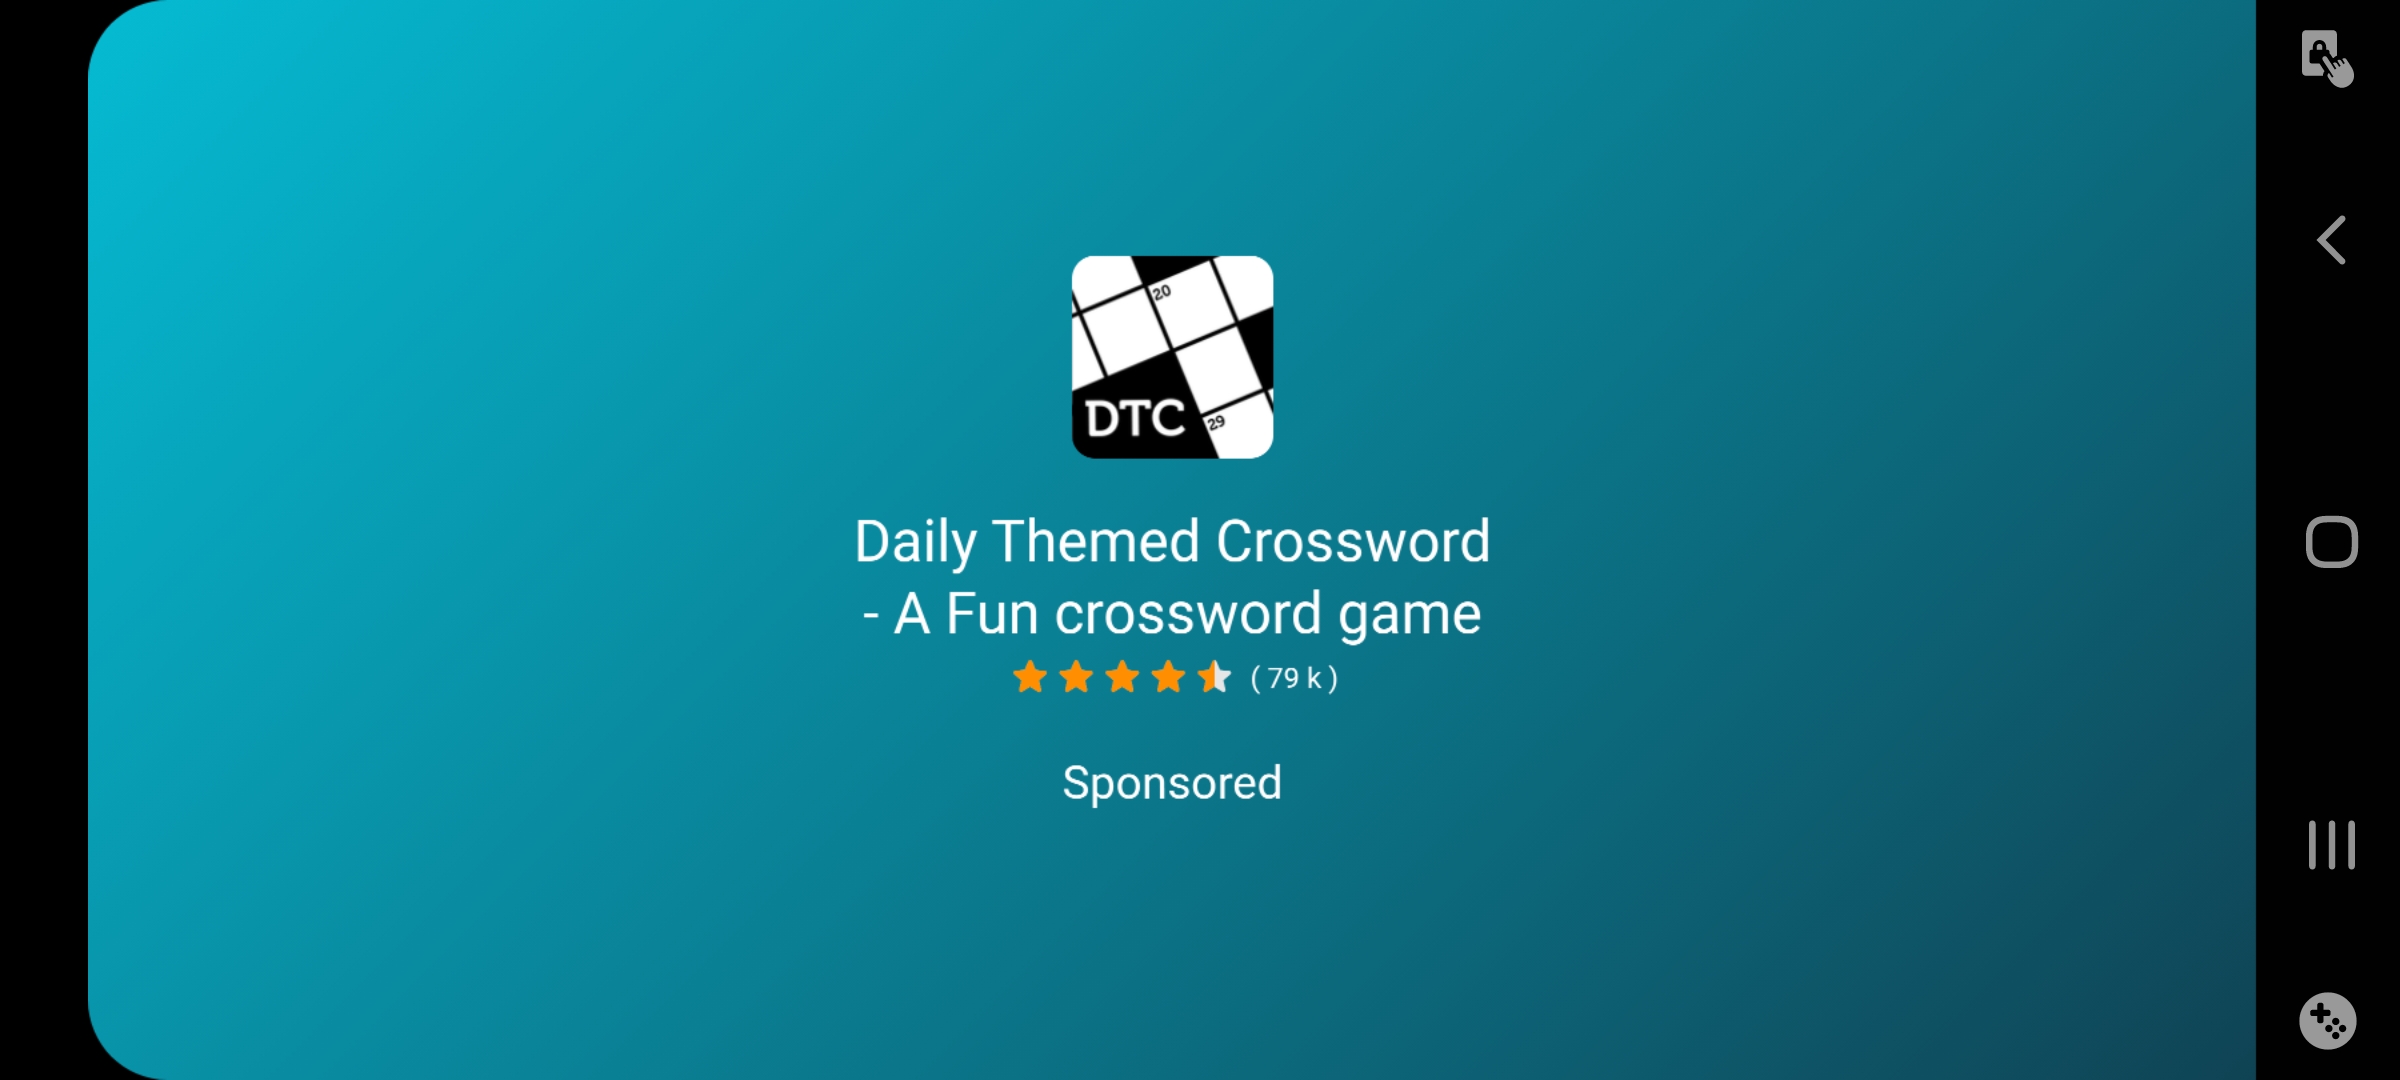 20
DTC
29
Daily Themed Crossword
- A Fun crossword game
( 79 k )
Sponsored